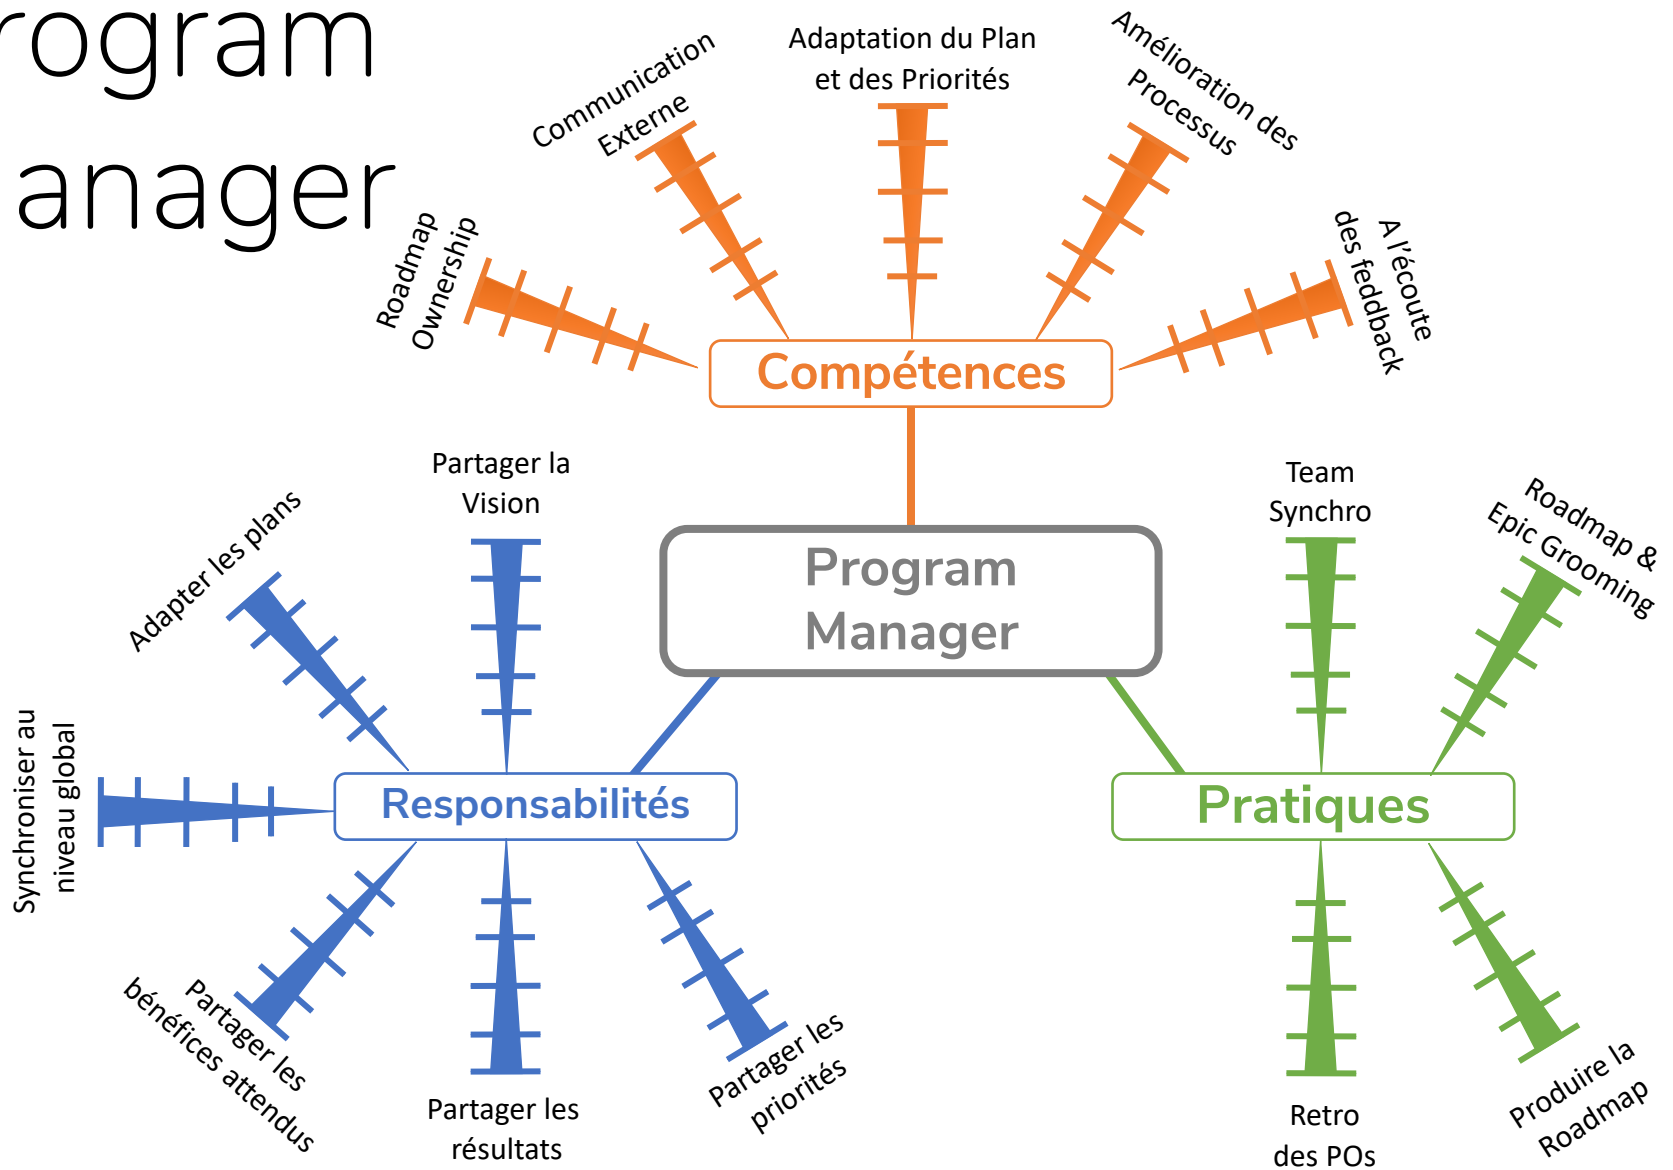 rogram
anager
Communication
Externe
Adaptation du Plan
et des Priorités
Amélioration des
Processus
Roadmap
Ownership
A l'écoute
des feddback
Compétences
Partager la
Vision
Adapter les plans
Synchroniser au
niveau global
Program
Manager
Team
Synchro
Roadmap &
Epic Grooming
Responsabilités
Pratiques
Partager les
bénéfices attendus
Partager les
résultats
Partager les
priorités
Retro
des POs
Produire la
Roadmap